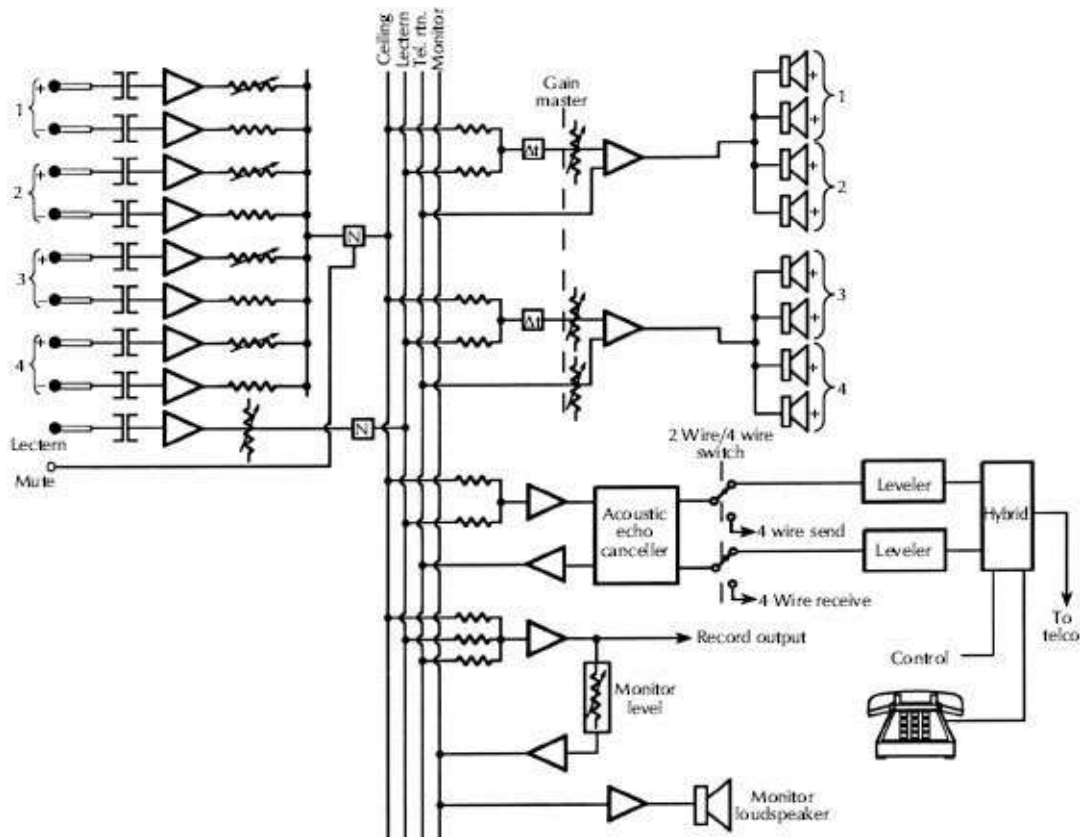 Ceiling
Lectern
Tel. rtn.
Monitor
Gain
master
+
1
−
+
2
−
+
3
−
+
4
−
Lectern
Mute
N
N
Δt
Δt
+
+
1
+
+
2
+
+
3
+
+
4
2 Wire/4 wire
switch
Acoustic
echo
canceller
Leveler
4 wire send
Leveler
4 Wire receive
Hybrid
To
telco
Control
Record output
Monitor
level
Monitor
loudspeaker